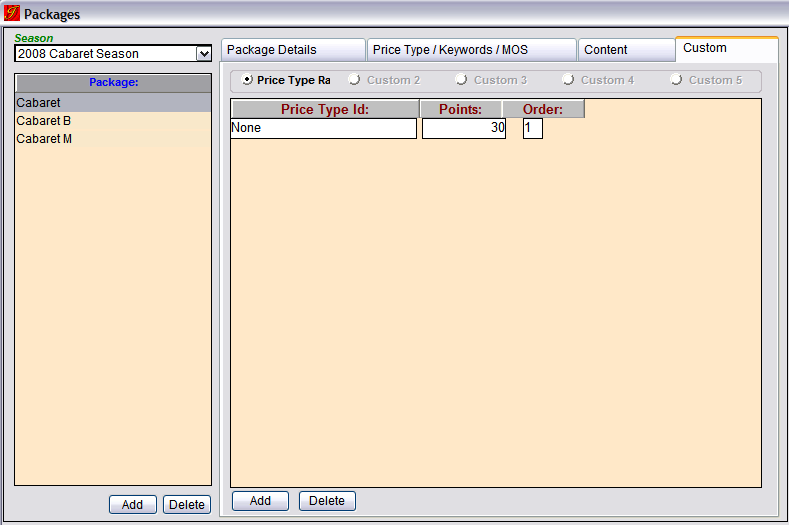 Packages
Season
2008 Cabaret Season
Package:
Cabaret
Cabaret B
Cabaret M
Add Delete
Package Details Price Type / Keywords / MOS Content Custom
Price Type Ra Custom 2 Custom 3 Custom 4 Custom 5
Price Type Id: Points: Order:
None 30 1
Add Delete